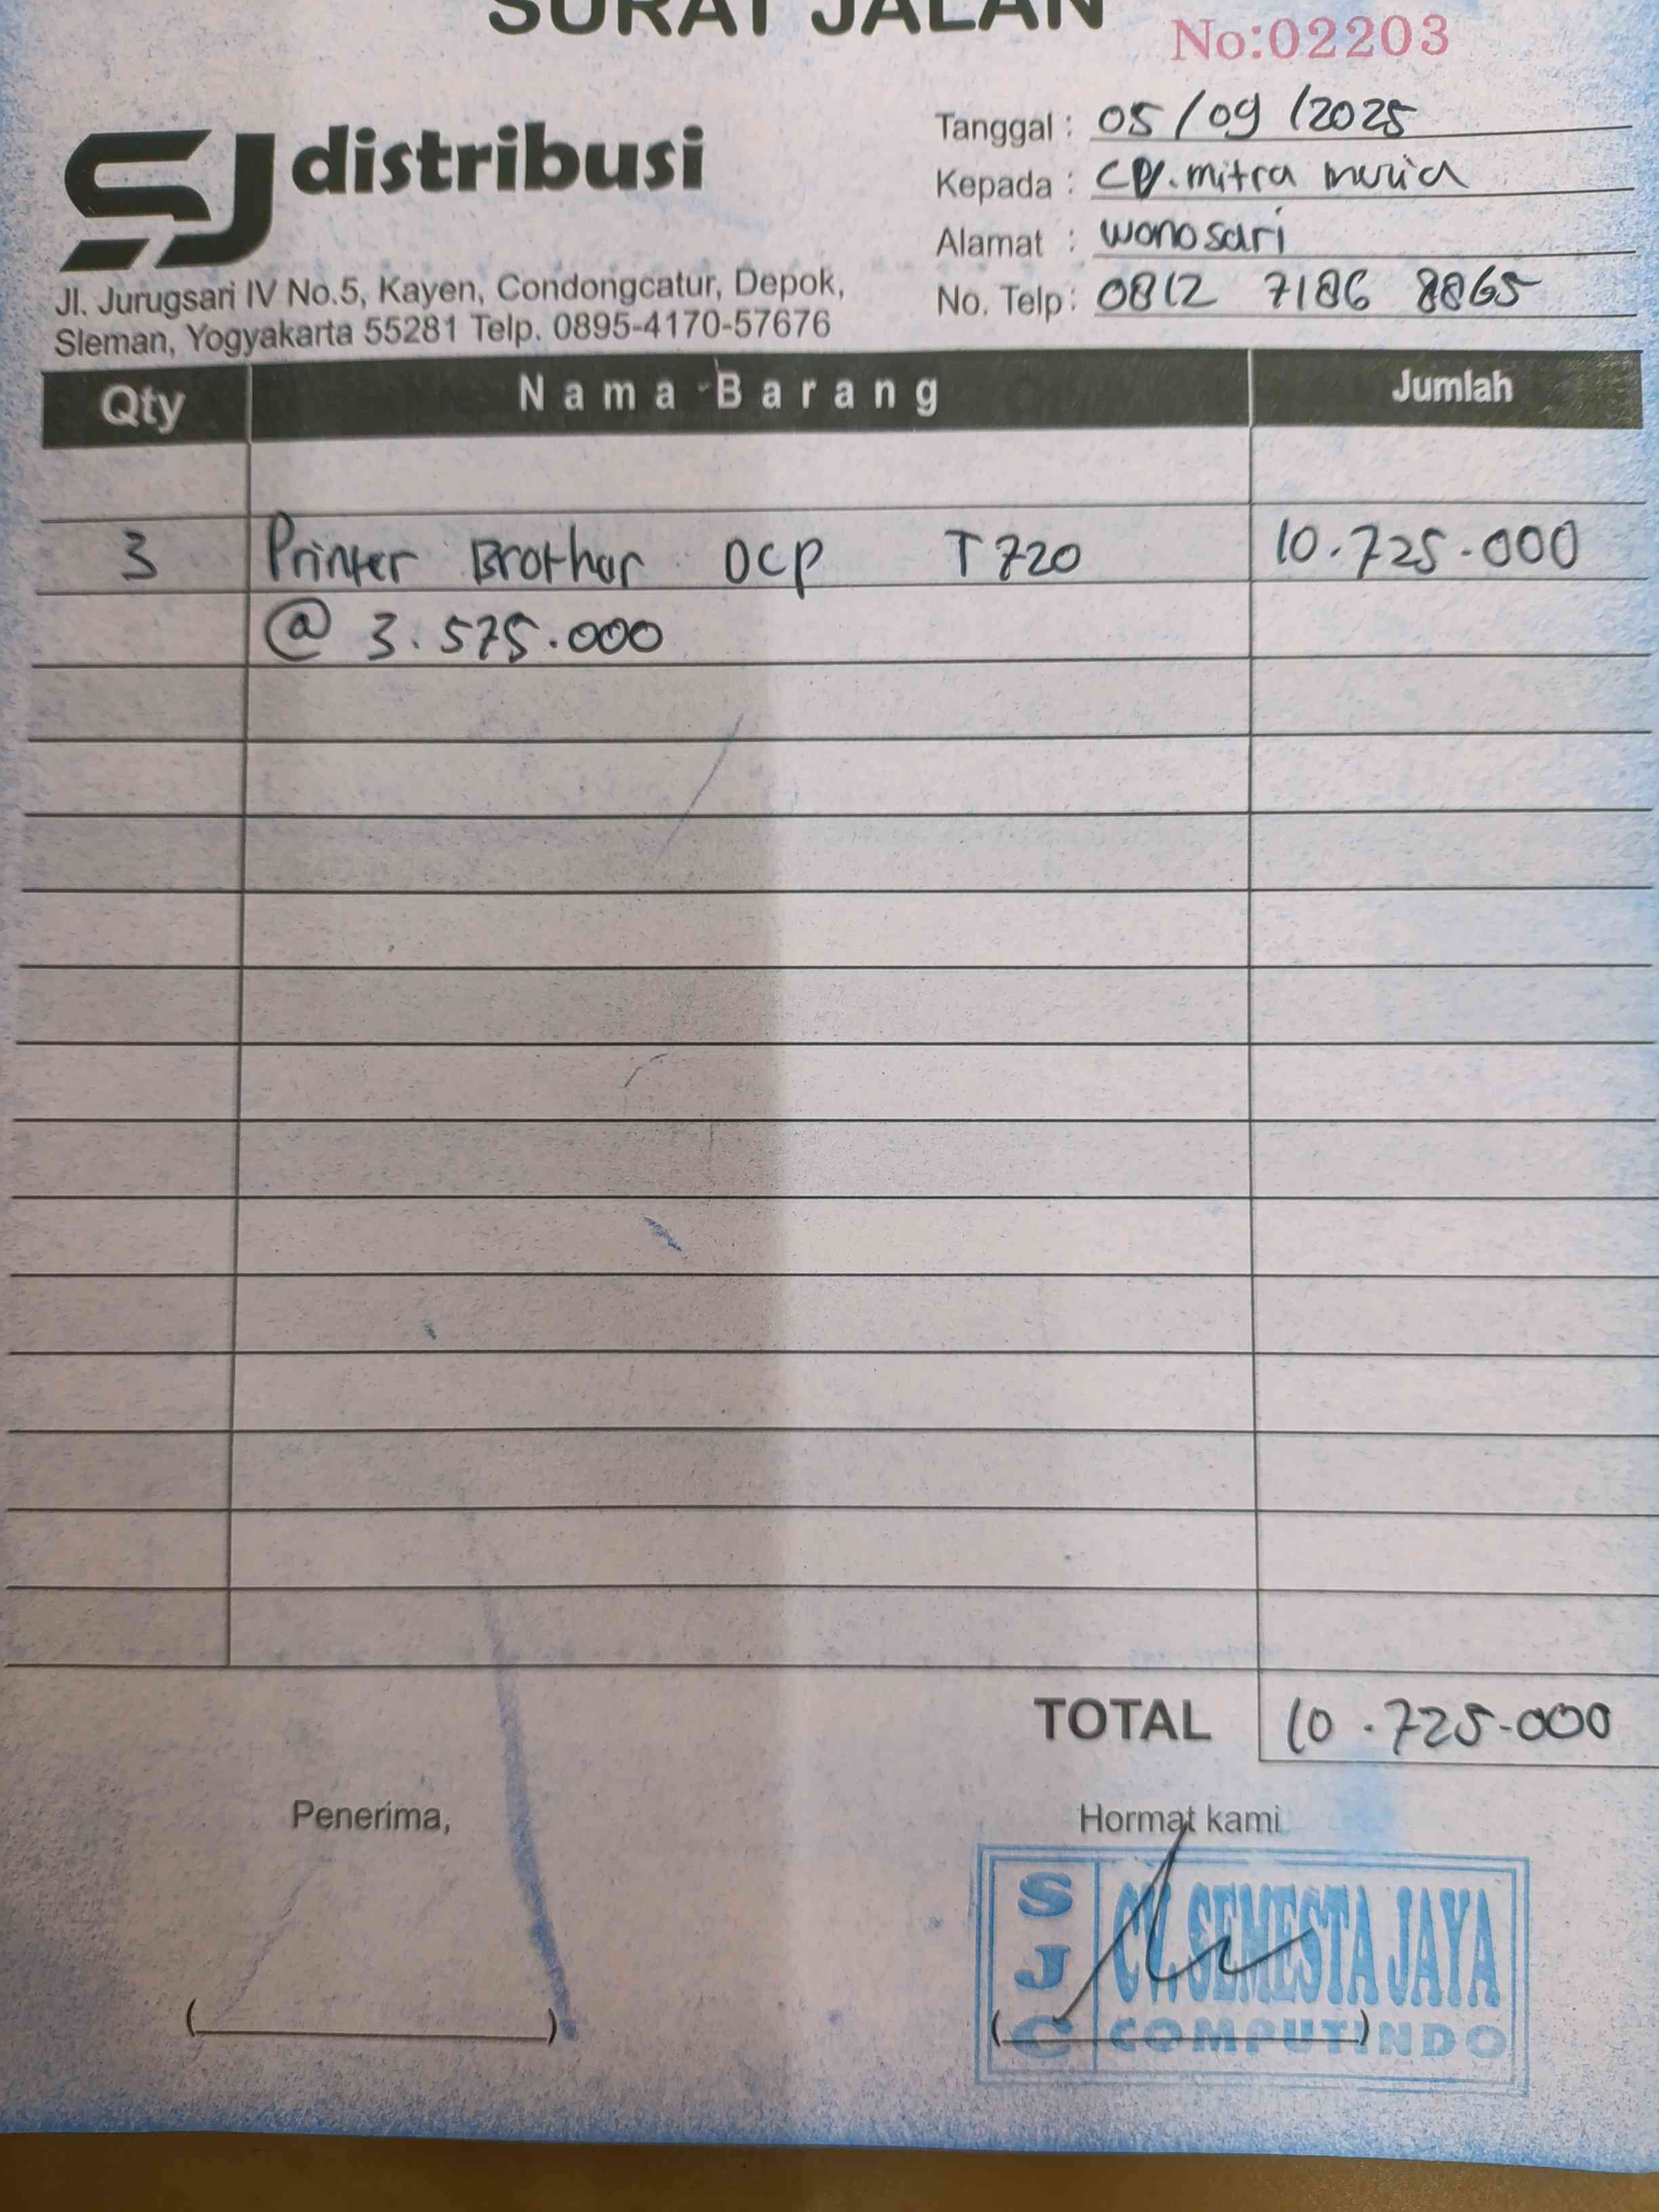 SURAT JALAN
No:02203
SJ distribusi
Jl. Jurugsari IV No.5, Kayen, Condongcatur, Depok,
Sleman, Yogyakarta 55281 Telp. 0895-4170-57676
Tanggal : 05/09/2025
Kepada : CV. mitra muria
Alamat : wonosari
No. Telp : 0812 7186 8865
Qty Nama Barang Jumlah
3 Printer Brother DCP T720 10.725.000
@ 3.575.000
TOTAL 10.725.000
Penerima,
Hormat kami
SJC
CV. SEMESTA JAYA
COMPUTINDO